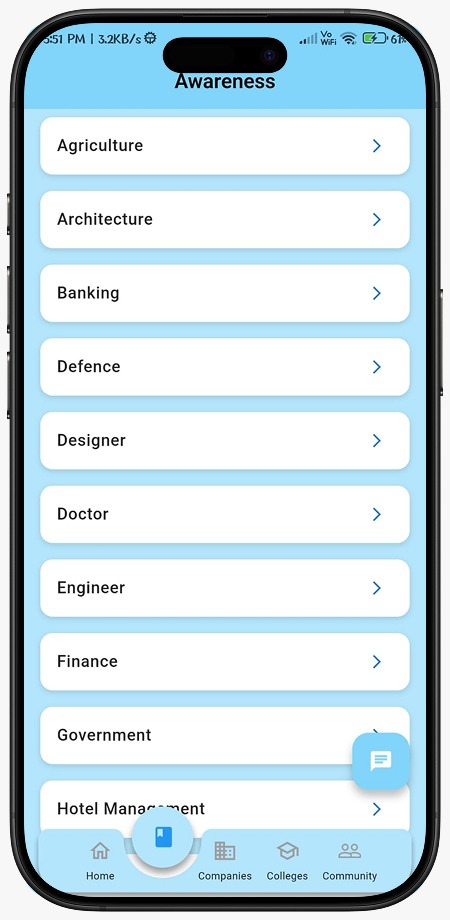 5:51 PM | 3.2KB/s
Vo
WiFi
61%
Awareness
Agriculture
Architecture
Banking
Defence
Designer
Doctor
Engineer
Finance
Government
Hotel Management
Home
Companies
Colleges
Community